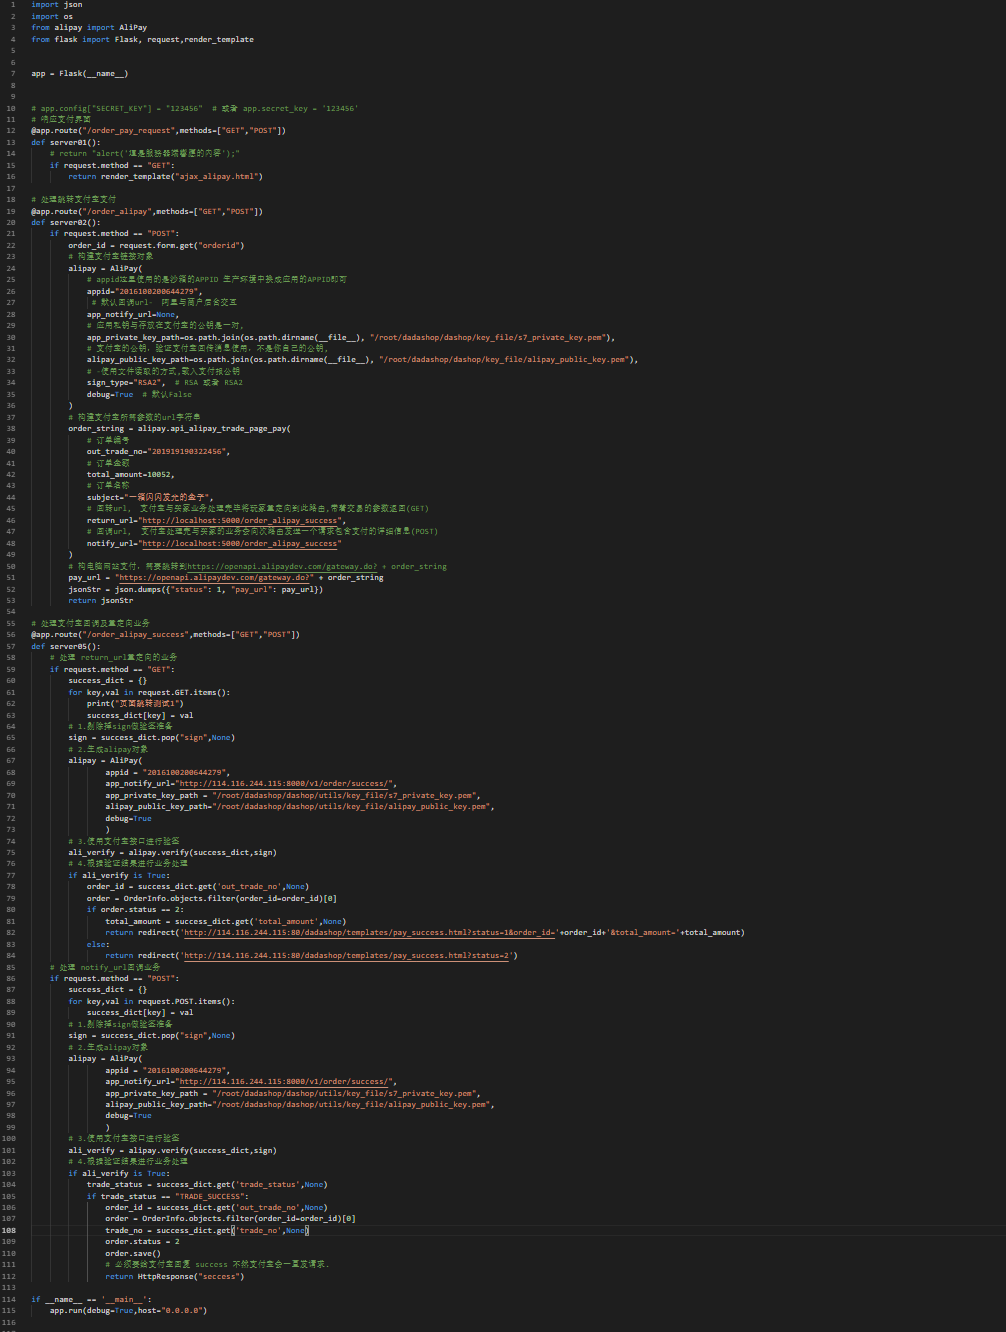 1 import json
2 import os
3 from alipay import AliPay
4 from flask import Flask, request,render_template
5
6
7 app = Flask(__name__)
8
9
10 # app.config["SECRET_KEY"] = "123456"  # 或者 app.secret_key = '123456'
11 # 响应支付界面
12 @app.route("/order_pay_request",methods=["GET","POST"])
13 def server01():
14 # return "alert('这是服务器端响应的内容');"
15 if request.method == "GET":
16 return render_template("ajax_alipay.html")
17
18 # 处理跳转支付宝支付
19 @app.route("/order_alipay",methods=["GET","POST"])
20 def server02():
21 if request.method == "POST":
22 order_id = request.form.get("orderid")
23 # 构建支付宝链接对象
24 alipay = AliPay(
25 # appid这里使用的是沙箱的APPID 生产环境中换成应用的APPID即可
26 appid="2016100200644279",
27 # 默认回调url- 阿里与商户后台交互
28 app_notify_url=None,
29 # 应用私钥与存放在支付宝的公钥是一对,
30 app_private_key_path=os.path.join(os.path.dirname(__file__), "/root/dadashop/dashop/key_file/s7_private_key.pem"),
31 # 支付宝的公钥, 验证支付宝回传消息使用, 不是你自己的公钥,
32 alipay_public_key_path=os.path.join(os.path.dirname(__file__), "/root/dadashop/dashop/key_file/alipay_public_key.pem"),
33 # -使用文件读取的方式,载入支付报公钥
34 sign_type="RSA2",  # RSA 或者 RSA2
35 debug=True  # 默认False
36 )
37 # 构建支付宝所需参数的url字符串
38 order_string = alipay.api_alipay_trade_page_pay(
39 # 订单编号
40 out_trade_no="201919190322456",
41 # 订单金额
42 total_amount=10052,
43 # 订单名称
44 subject="一箱闪闪发光的金子",
45 # 回转url, 支付宝与买家业务处理完毕将玩家重定向到此路由,带着交易的参数返回(GET)
46 return_url="http://localhost:5000/order_alipay_success",
47 # 回调url, 支付宝处理完与买家的业务会向次路由发送一个请求包含支付的详细信息(POST)
48 notify_url="http://localhost:5000/order_alipay_success"
49 )
50 # 构电脑网站支付, 需要跳转到https://openapi.alipaydev.com/gateway.do? + order_string
51 pay_url = "https://openapi.alipaydev.com/gateway.do?" + order_string
52 jsonStr = json.dumps({"status": 1, "pay_url": pay_url})
53 return jsonStr
54
55 # 处理支付宝回调及重定向业务
56 @app.route("/order_alipay_success",methods=["GET","POST"])
57 def server05():
58 # 处理 return_url重定向的业务
59 if request.method == "GET":
60 success_dict = {}
61 for key,val in request.GET.items():
62 print("页面跳转测试1")
63 success_dict[key] = val
64 # 1.剔除掉sign做验签准备
65 sign = success_dict.pop("sign",None)
66 # 2.生成alipay对象
67 alipay = AliPay(
68 appid = "2016100200644279",
69 app_notify_url="http://114.116.244.115:8000/v1/order/success/",
70 app_private_key_path = "/root/dadashop/dashop/utils/key_file/s7_private_key.pem",
71 alipay_public_key_path="/root/dadashop/dashop/utils/key_file/alipay_public_key.pem",
72 debug=True
73 )
74 # 3.使用支付宝接口进行验签
75 ali_verify = alipay.verify(success_dict,sign)
76 # 4.根据验证结果进行业务处理
77 if ali_verify is True:
78 order_id = success_dict.get('out_trade_no',None)
79 order = OrderInfo.objects.filter(order_id=order_id)[0]
80 if order.status == 2:
81 total_amount = success_dict.get('total_amount',None)
82 return redirect('http://114.116.244.115:80/dadashop/templates/pay_success.html?status=1&order_id='+order_id+'&total_amount='+total_amount)
83 else:
84 return redirect('http://114.116.244.115:80/dadashop/templates/pay_success.html?status=2')
85 # 处理 notify_url回调业务
86 if request.method == "POST":
87 success_dict = {}
88 for key,val in request.POST.items():
89 success_dict[key] = val
90 # 1.剔除掉sign做验签准备
91 sign = success_dict.pop("sign",None)
92 # 2.生成alipay对象
93 alipay = AliPay(
94 appid = "2016100200644279",
95 app_notify_url="http://114.116.244.115:8000/v1/order/success/",
96 app_private_key_path = "/root/dadashop/dashop/utils/key_file/s7_private_key.pem",
97 alipay_public_key_path="/root/dadashop/dashop/utils/key_file/alipay_public_key.pem",
98 debug=True
99 )
100 # 3.使用支付宝接口进行验签
101 ali_verify = alipay.verify(success_dict,sign)
102 # 4.根据验证结果进行业务处理
103 if ali_verify is True:
104 trade_status = success_dict.get('trade_status',None)
105 if trade_status == "TRADE_SUCCESS":
106 order_id = success_dict.get('out_trade_no',None)
107 order = OrderInfo.objects.filter(order_id=order_id)[0]
108 trade_no = success_dict.get('trade_no',None)
109 order.status = 2
110 order.save()
111 # 必须要给支付宝回复 success 不然支付宝会一直发请求.
112 return HttpResponse("seccess")
113
114 if __name__ == '__main__':
115 app.run(debug=True,host="0.0.0.0")
116